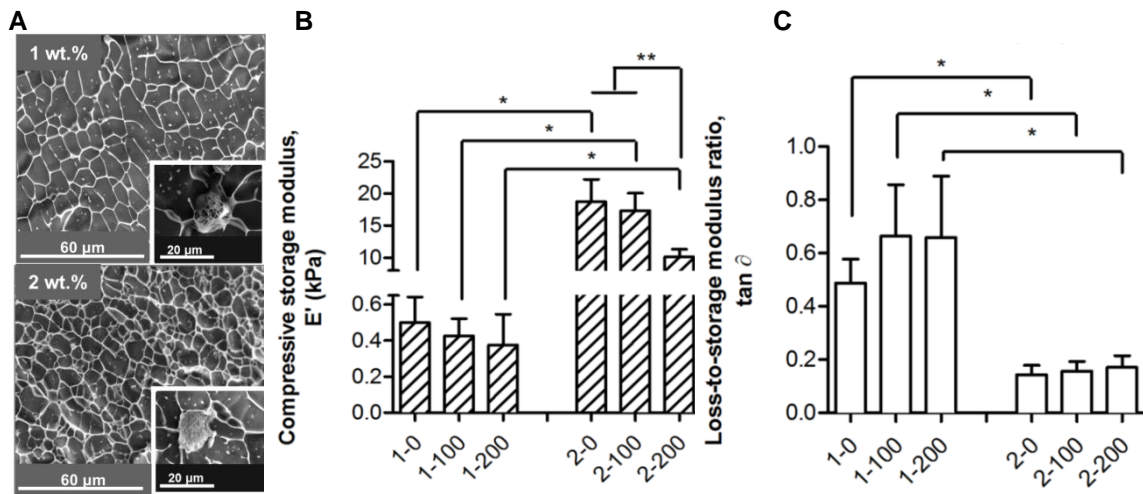 A
1 wt.%
60 µm
20 µm
2 wt.%
60 µm
20 µm
B
Compressive storage modulus,
E' (kPa)
**
*
*
*
25
20
15
10
0.6
0.4
0.2
0.0
1-0
1-100
1-200
2-0
2-100
2-200
C
Loss-to-storage modulus ratio,
tan ∂
*
*
*
1.0
0.8
0.6
0.4
0.2
0.0
1-0
1-100
1-200
2-0
2-100
2-200